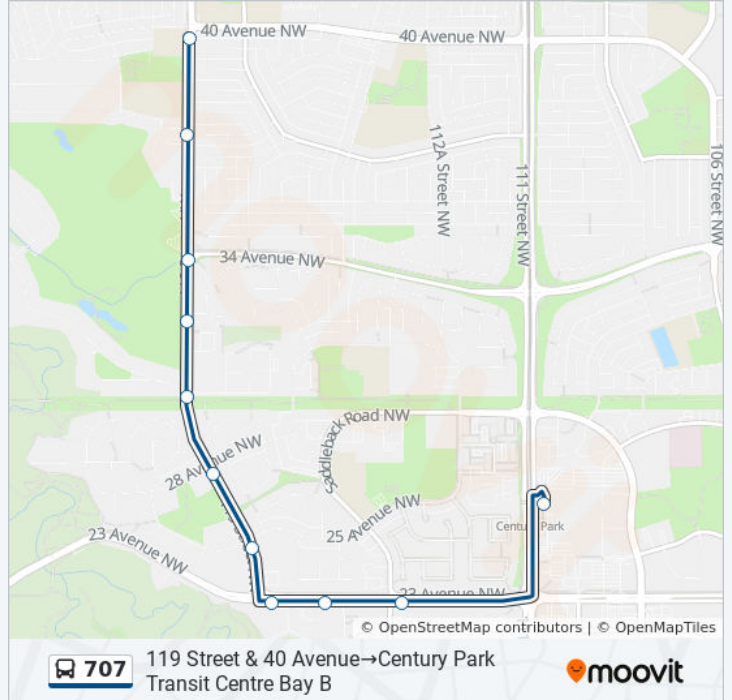 40 Avenue NW
40 Avenue NW
112A Street NW
111 Street NW
106 Street NW
34 Avenue NW
Saddleback Road NW
28 Avenue NW
25 Avenue NW
Century Park
23 Avenue NW
23 Avenue NW
© OpenStreetMap contributors | © OpenMapTiles
707
119 Street & 40 Avenue→Century Park
Transit Centre Bay B
moovit